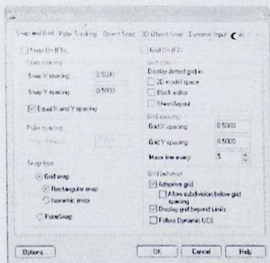 Snap and Grid Polar Tracking Object Snap 3D Object Snap Dynamic Input
Snap On (F9)
Grid On (F7)
Snap spacing
Snap X spacing 0.5000
Snap Y spacing 0.5000
Equal X and Y spacing
Polar spacing
Snap type
Grid snap
Rectangular snap
Isometric snap
PolarSnap
Grid style
Display dotted grid in:
2D model space
Block editor
Sheet/layout
Grid spacing
Grid X spacing 0.5000
Grid Y spacing 0.5000
Major line every 5
Grid behavior
Adaptive grid
Allow subdivision below grid
spacing
Display grid beyond Limits
Follow Dynamic UCS
Options... OK Cancel Help